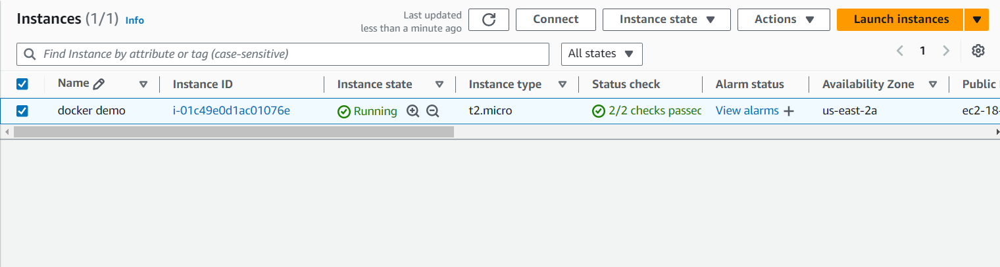 Instances (1/1) Info
Last updated
less than a minute ago
Connect
Instance state
Actions
Launch instances
Find Instance by attribute or tag (case-sensitive)
All states
1
Name Instance ID Instance state Instance type Status check Alarm status Availability Zone Public
docker demo i-01c49e0d1ac01076e Running t2.micro 2/2 checks passed View alarms us-east-2a ec2-18-